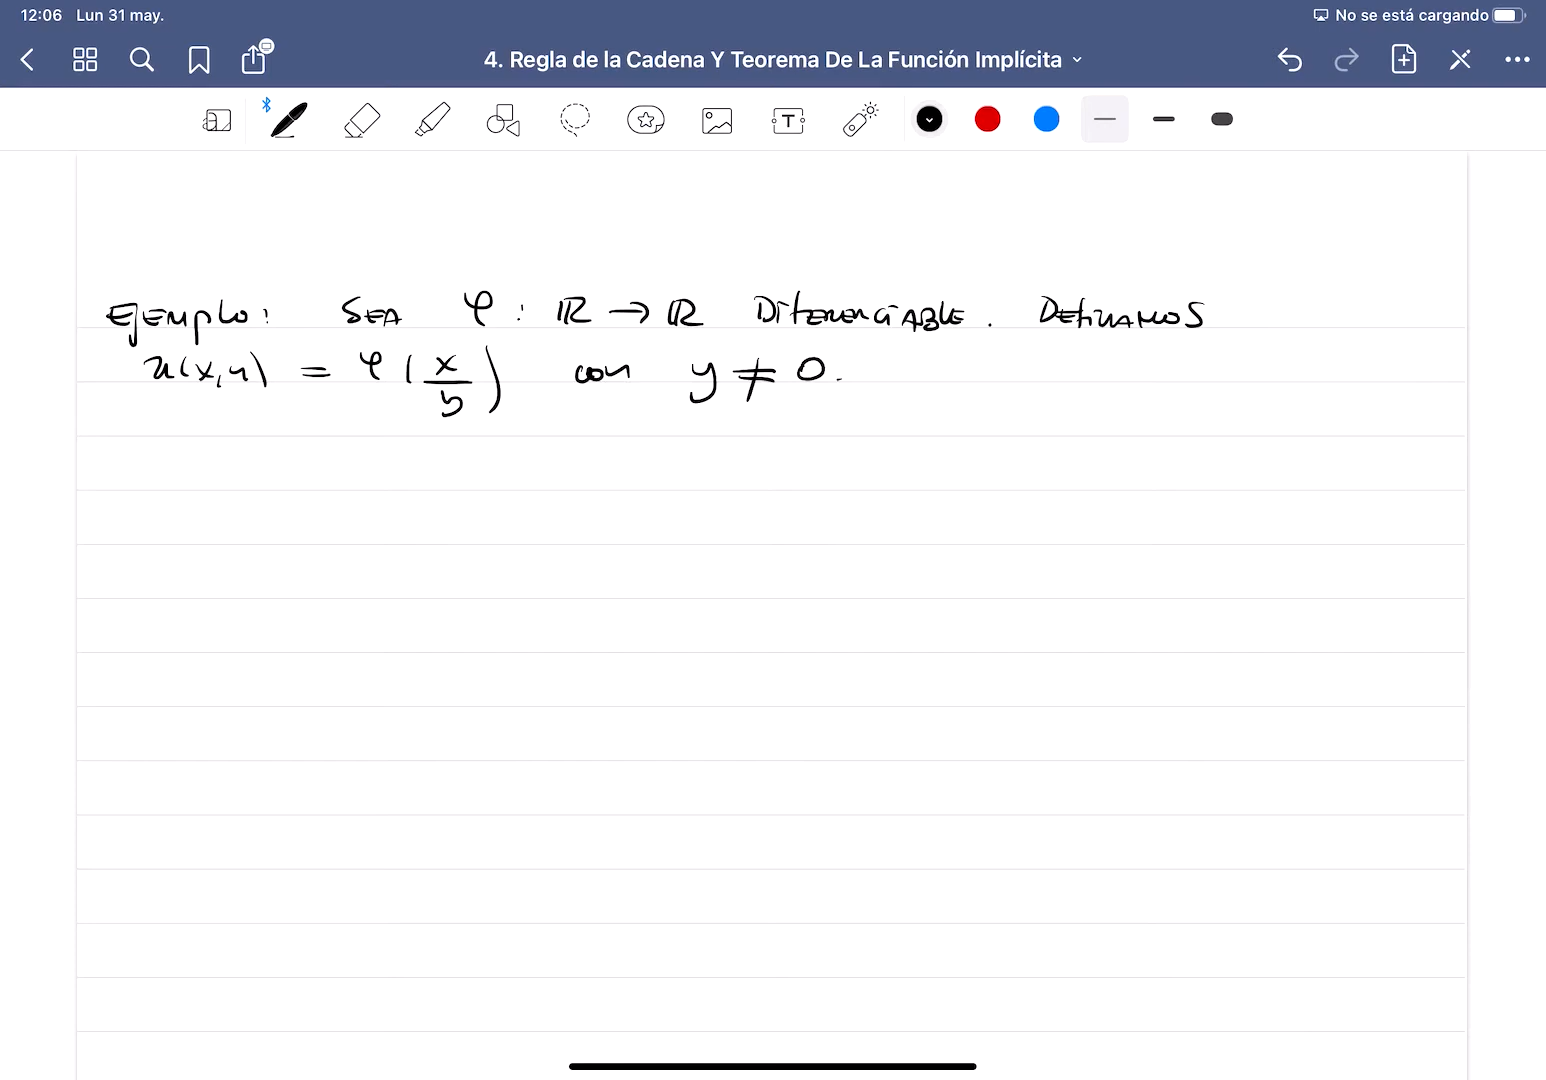 12:06 Lun 31 may. No se está cargando
4. Regla de la Cadena Y Teorema De La Función Implícita
T
Ejemplo: SEA φ : ℝ → ℝ DiferenciABLE. Definamos
u(x,y) = φ(x/y) con y ≠ 0.